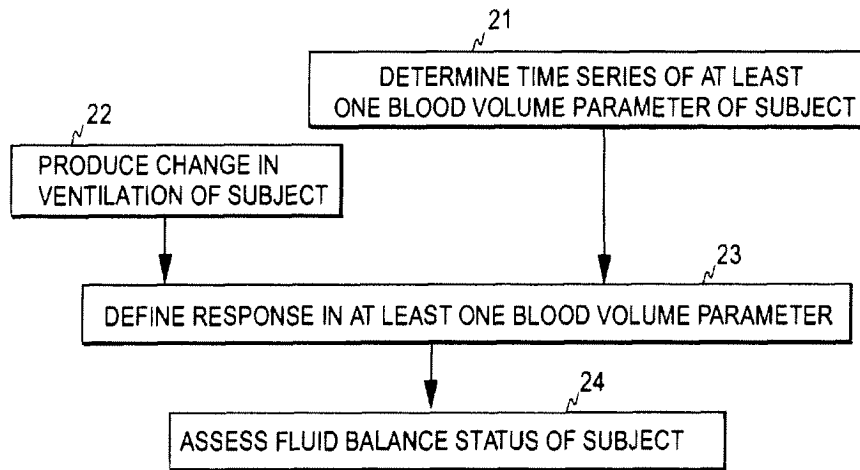 21
DETERMINE TIME SERIES OF AT LEAST
ONE BLOOD VOLUME PARAMETER OF SUBJECT
22
PRODUCE CHANGE IN
VENTILATION OF SUBJECT
23
DEFINE RESPONSE IN AT LEAST ONE BLOOD VOLUME PARAMETER
24
ASSESS FLUID BALANCE STATUS OF SUBJECT